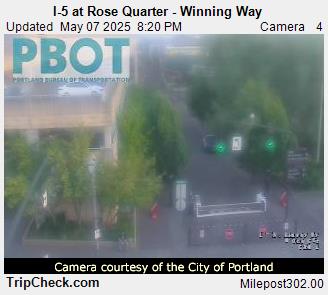 I-5 at Rose Quarter - Winning Way
Updated May 07 2025 8:20 PM Camera 4
PBOT
PORTLAND BUREAU OF TRANSPORTATION
Camera courtesy of the City of Portland
TripCheck.com Milepost302.00